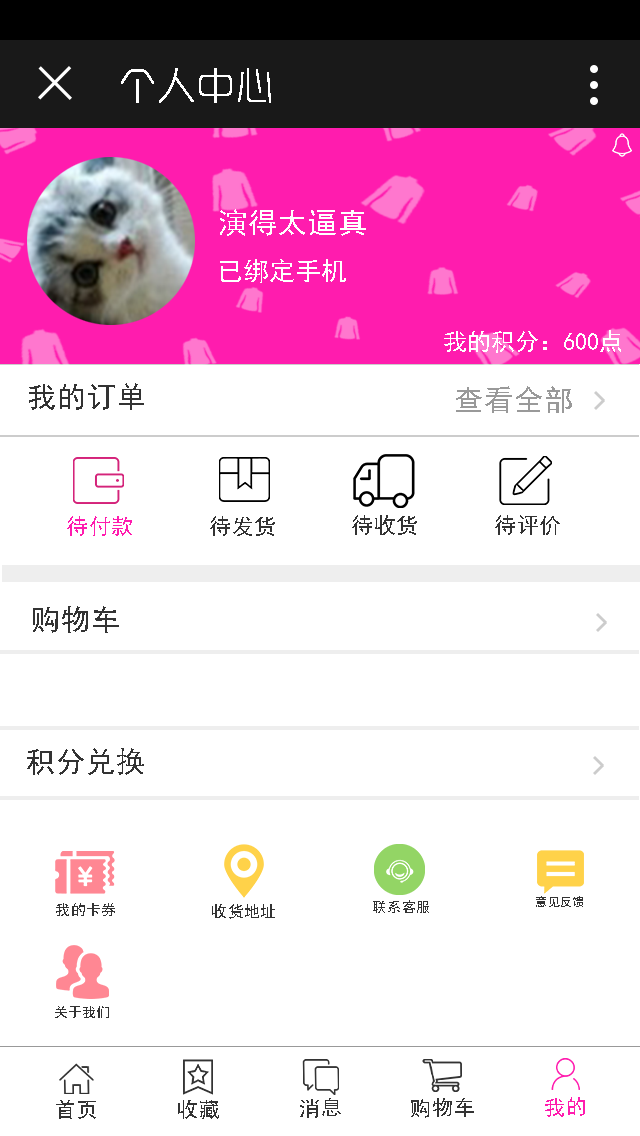 个人中心
演得太逼真
已绑定手机
我的积分：600点
我的订单 查看全部
待付款 待发货 待收货 待评价
购物车
积分兑换
¥
我的卡券 收货地址 联系客服 意见反馈
关于我们
首页 收藏 消息 购物车 我的